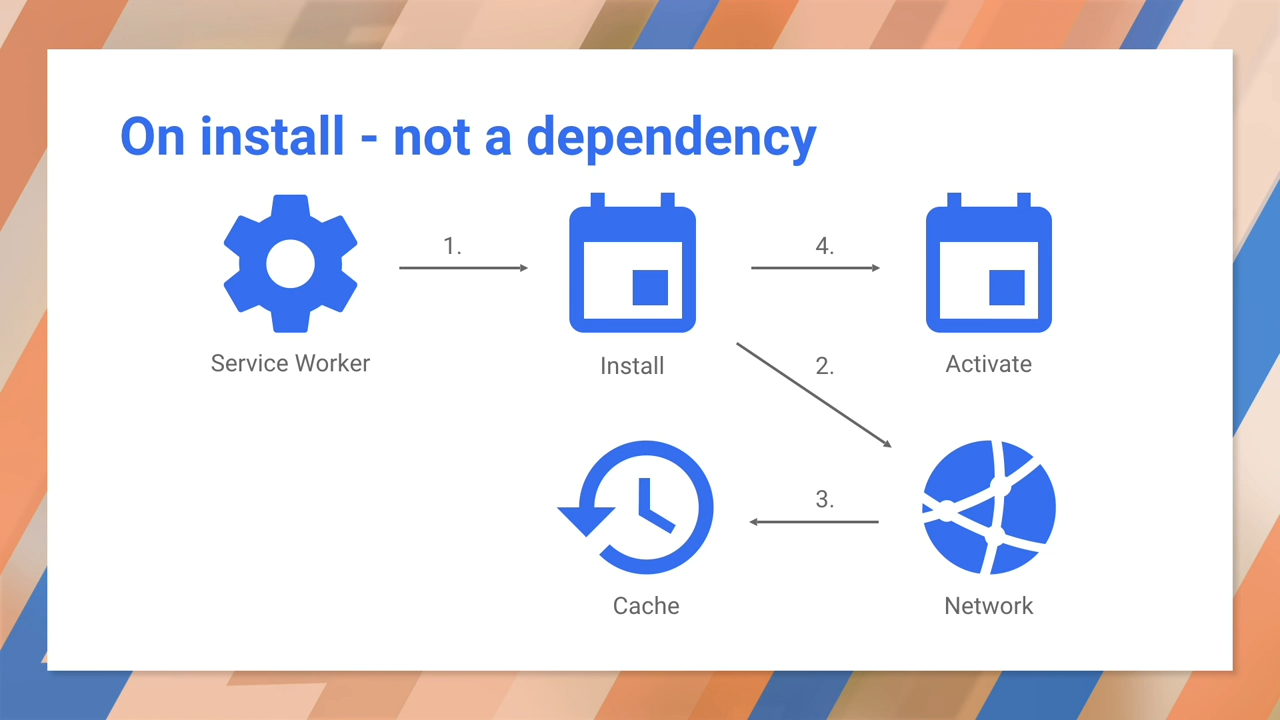 On install - not a dependency
1.
4.
Service Worker
Install
2.
Activate
3.
Cache
Network